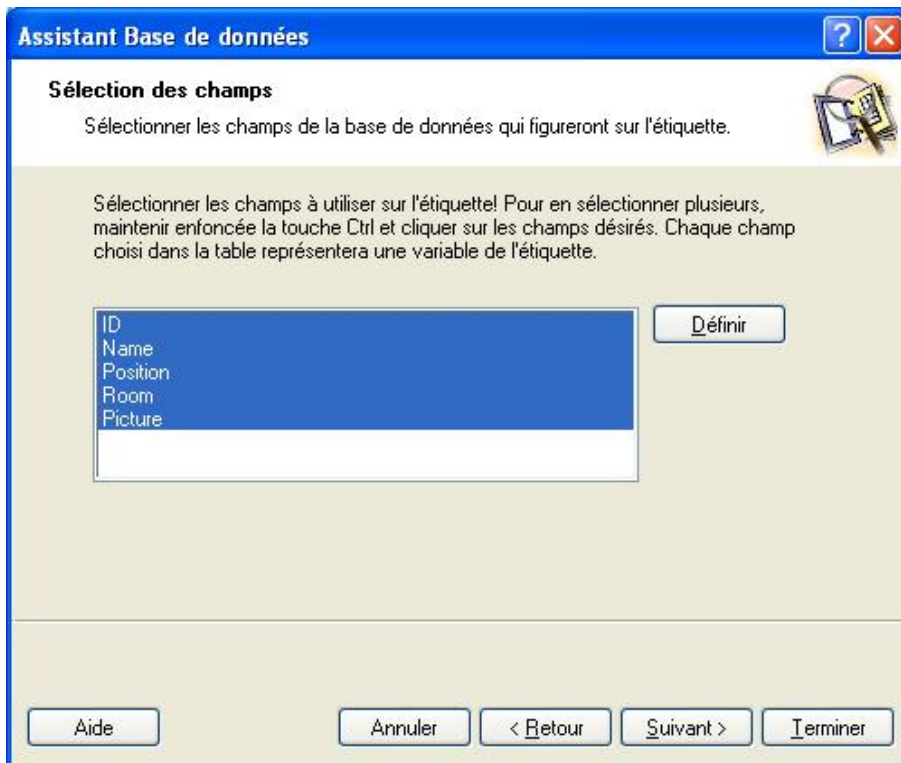 Assistant Base de données
Sélection des champs
Sélectionner les champs de la base de données qui figureront sur l'étiquette.
Sélectionner les champs à utiliser sur l'étiquette! Pour en sélectionner plusieurs,
maintenir enfoncée la touche Ctrl et cliquer sur les champs désirés. Chaque champ
choisi dans la table représentera une variable de l'étiquette.
ID
Name
Position
Room
Picture
Définir
Aide
Annuler
< Retour
Suivant >
Terminer